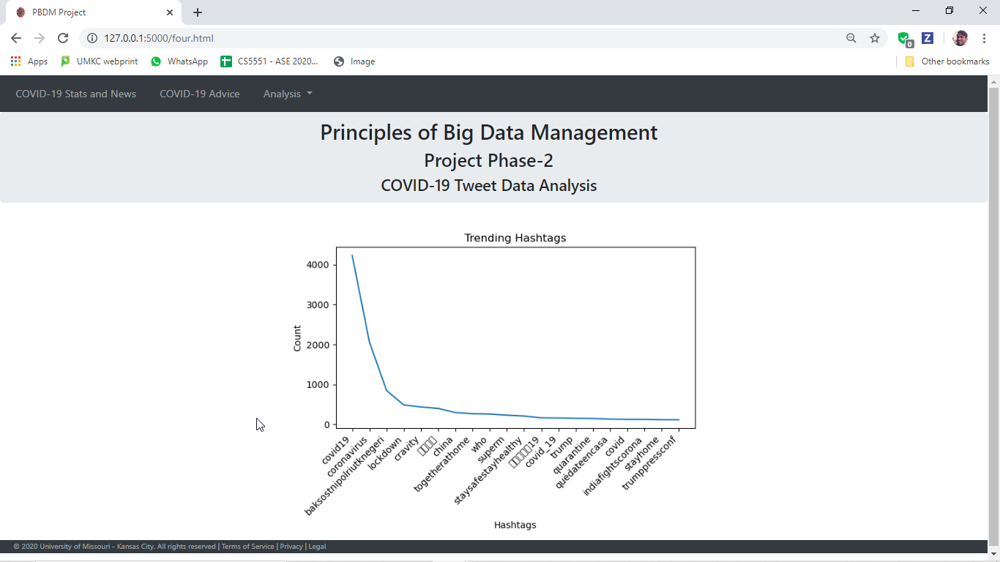 PBDM Project
127.0.0.1:5000/four.html
0
Z
Apps
UMKC webprint
WhatsApp
CS5551 - ASE 2020...
Image
Other bookmarks
COVID-19 Stats and News
COVID-19 Advice
Analysis
Principles of Big Data Management
Project Phase-2
COVID-19 Tweet Data Analysis
Trending Hashtags
4000
3000
2000
1000
0
Count
covid19
coronavirus
baksostnipolriutknegeri
lockdown
cravity
china
togetherathome
who
superm
staysafestayhealthy
19
covid_19
trump
quarantine
quédateencasa
covid
indiafightscorona
stayhome
trumppressconf
Hashtags
© 2020 University of Missouri - Kansas City. All rights reserved | Terms of Service | Privacy | Legal